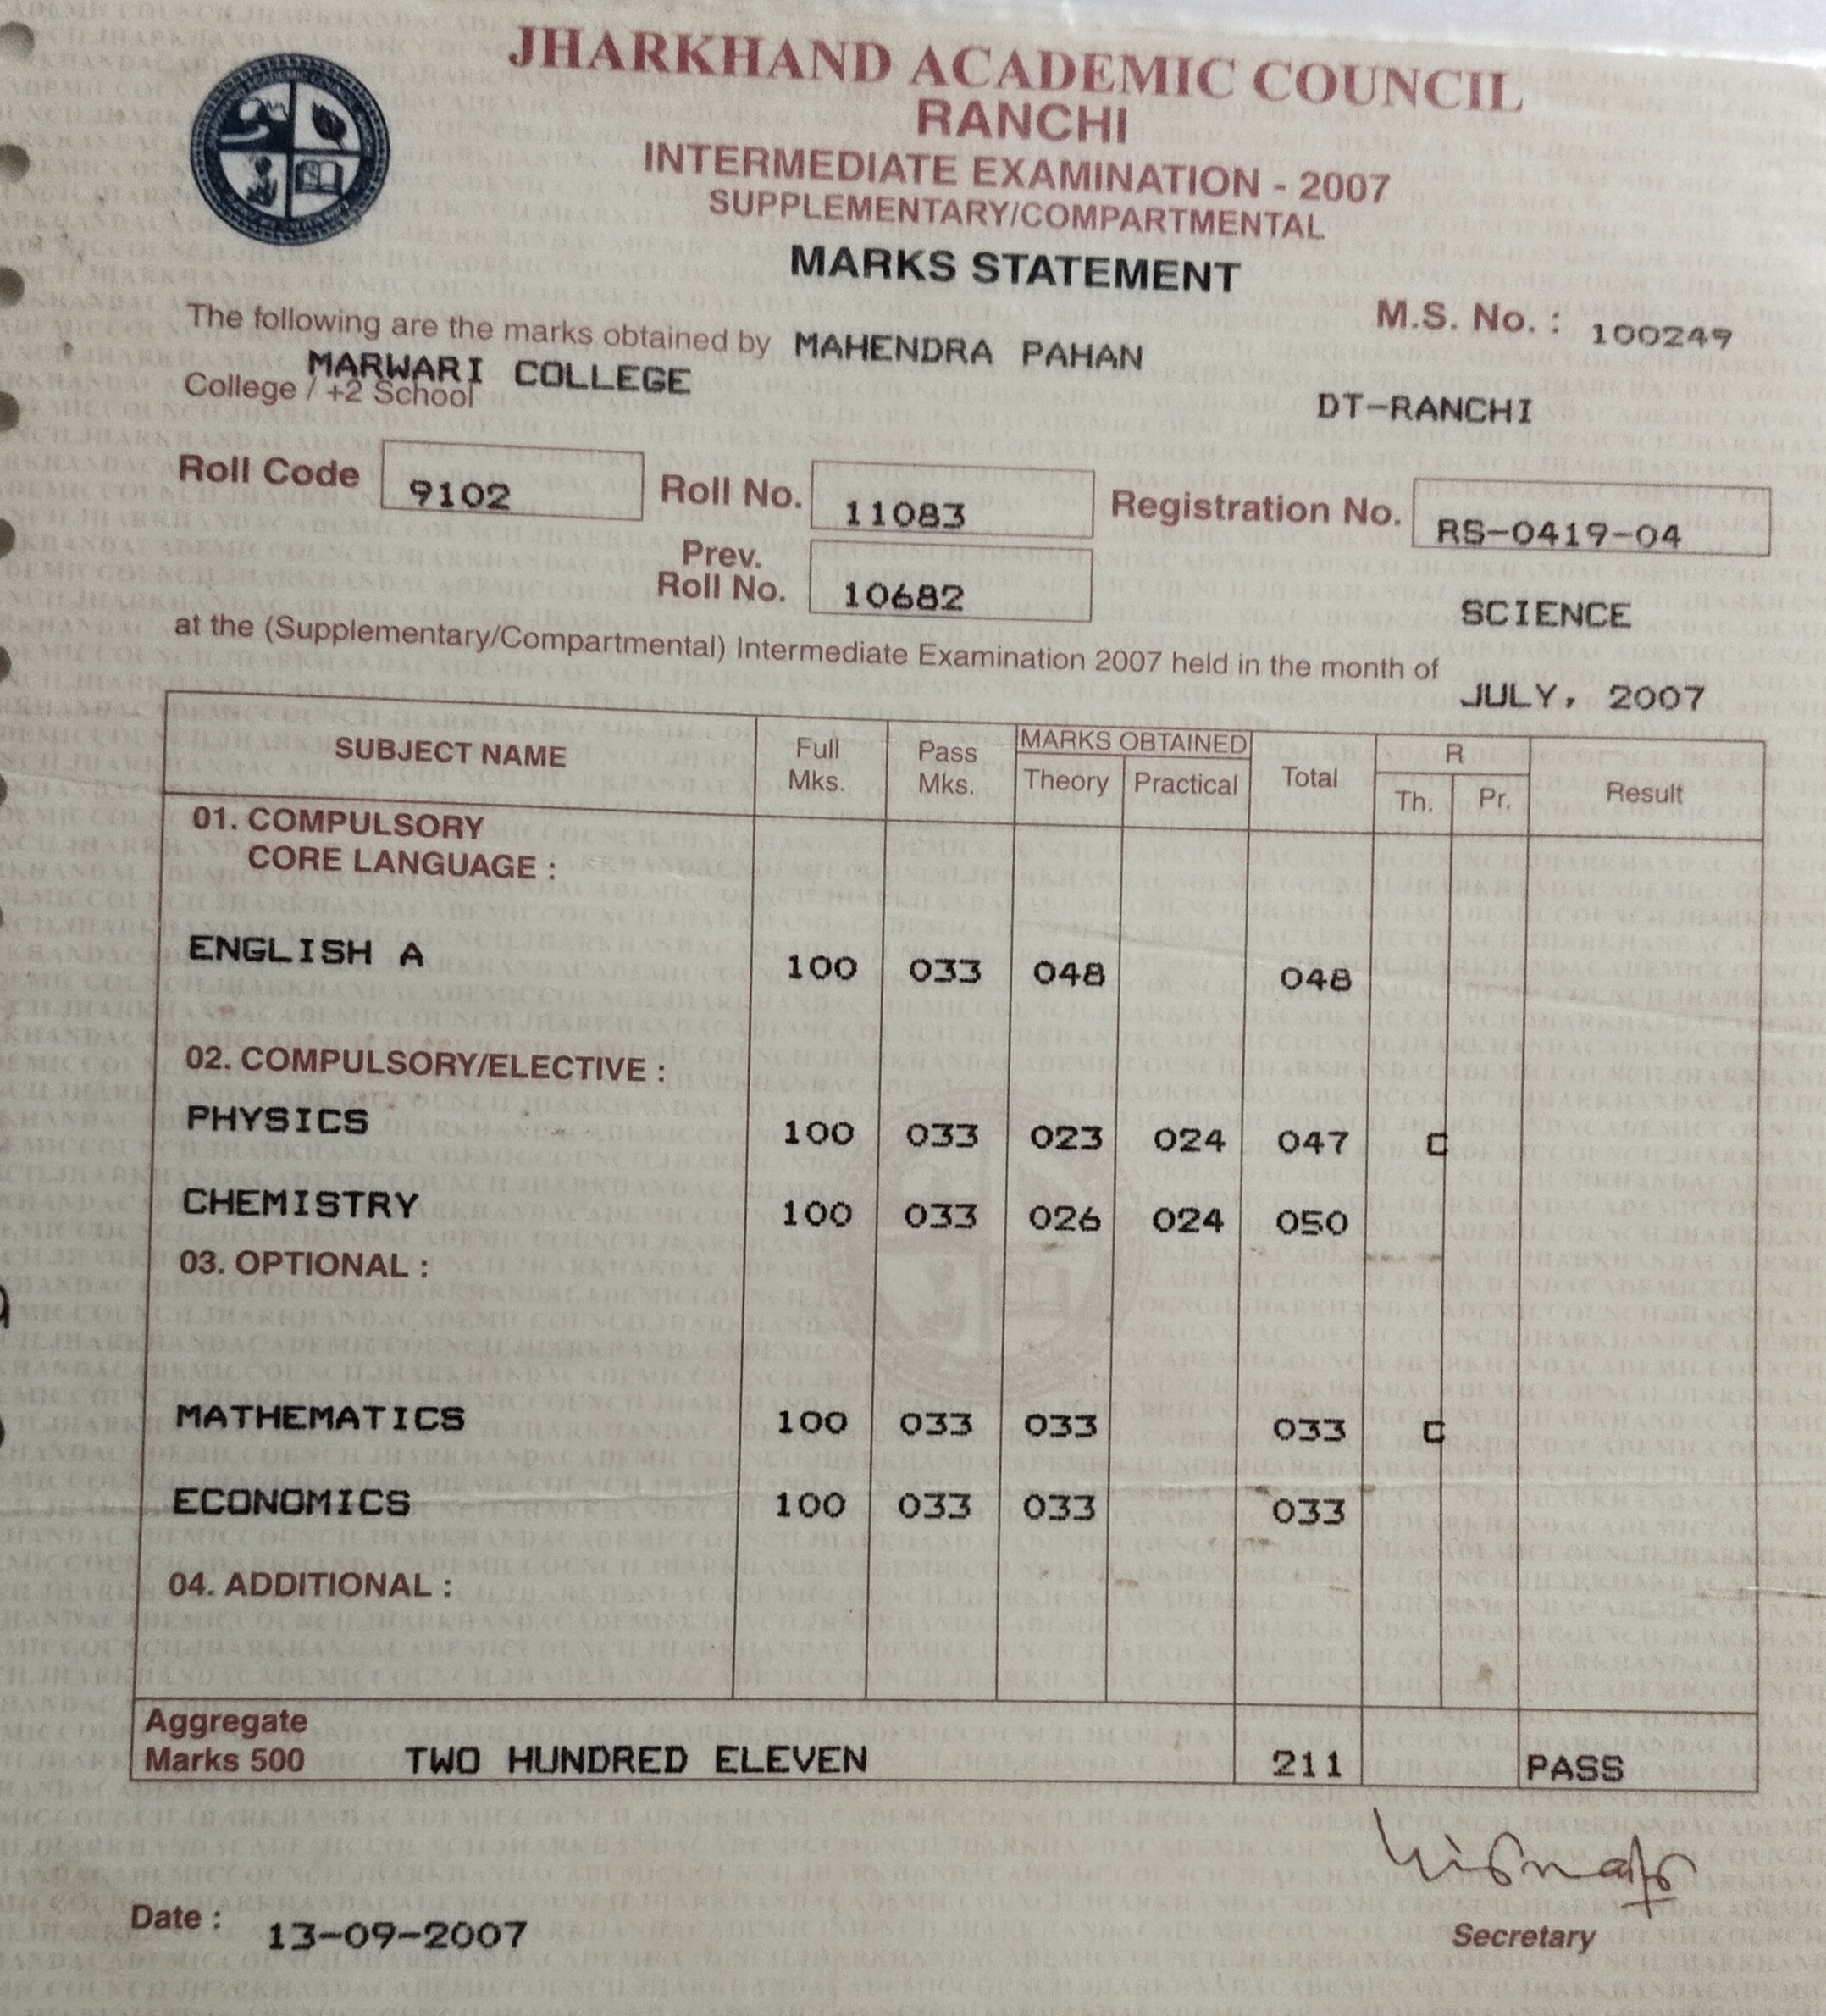 JHARKHAND ACADEMIC COUNCIL
RANCHI
INTERMEDIATE EXAMINATION - 2007
SUPPLEMENTARY/COMPARTMENTAL
MARKS STATEMENT
M.S. No. : 100249
The following are the marks obtained by MAHENDRA PAHAN
MARWARI COLLEGE
College / +2 School
DT-RANCHI
Roll Code 9102 Roll No. 11083 Registration No. RS-0419-04
Prev.
Roll No. 10682
SCIENCE
at the (Supplementary/Compartmental) Intermediate Examination 2007 held in the month of
JULY, 2007
SUBJECT NAME Full Mks. Pass Mks. MARKS OBTAINED Theory Practical Total R Th. Pr. Result
01. COMPULSORY
CORE LANGUAGE :
ENGLISH A 100 033 048 048
02. COMPULSORY/ELECTIVE :
PHYSICS 100 033 023 024 047 C
CHEMISTRY 100 033 026 024 050
03. OPTIONAL :
MATHEMATICS 100 033 033 033 C
ECONOMICS 100 033 033 033
04. ADDITIONAL :
Aggregate
Marks 500 TWO HUNDRED ELEVEN 211 PASS
Date : 13-09-2007
Secretary